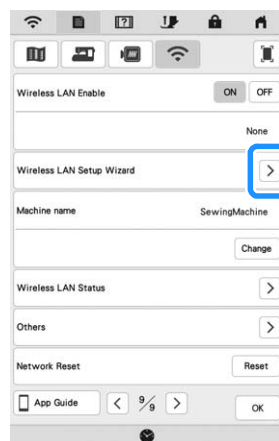 Wireless LAN Enable
ON OFF
None
Wireless LAN Setup Wizard
Machine name SewingMachine
Change
Wireless LAN Status
Others
Network Reset Reset
App Guide 9/9 OK